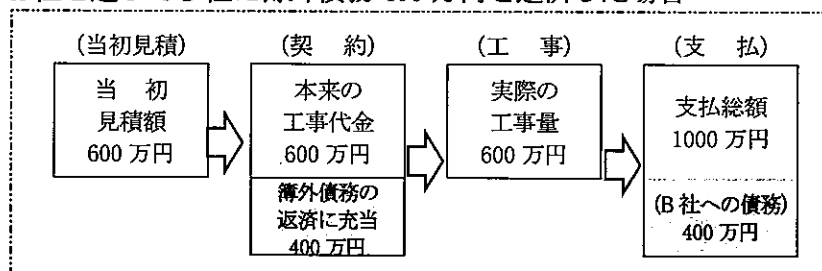 (当初見積)
当 初
見積額
600 万円
(契 約)
本来の
工事代金
600 万円
簿外債務の
返済に充当
400 万円
(工 事)
実際の
工事量
600 万円
(支 払)
支払総額
1000 万円
(B 社への債務)
400 万円